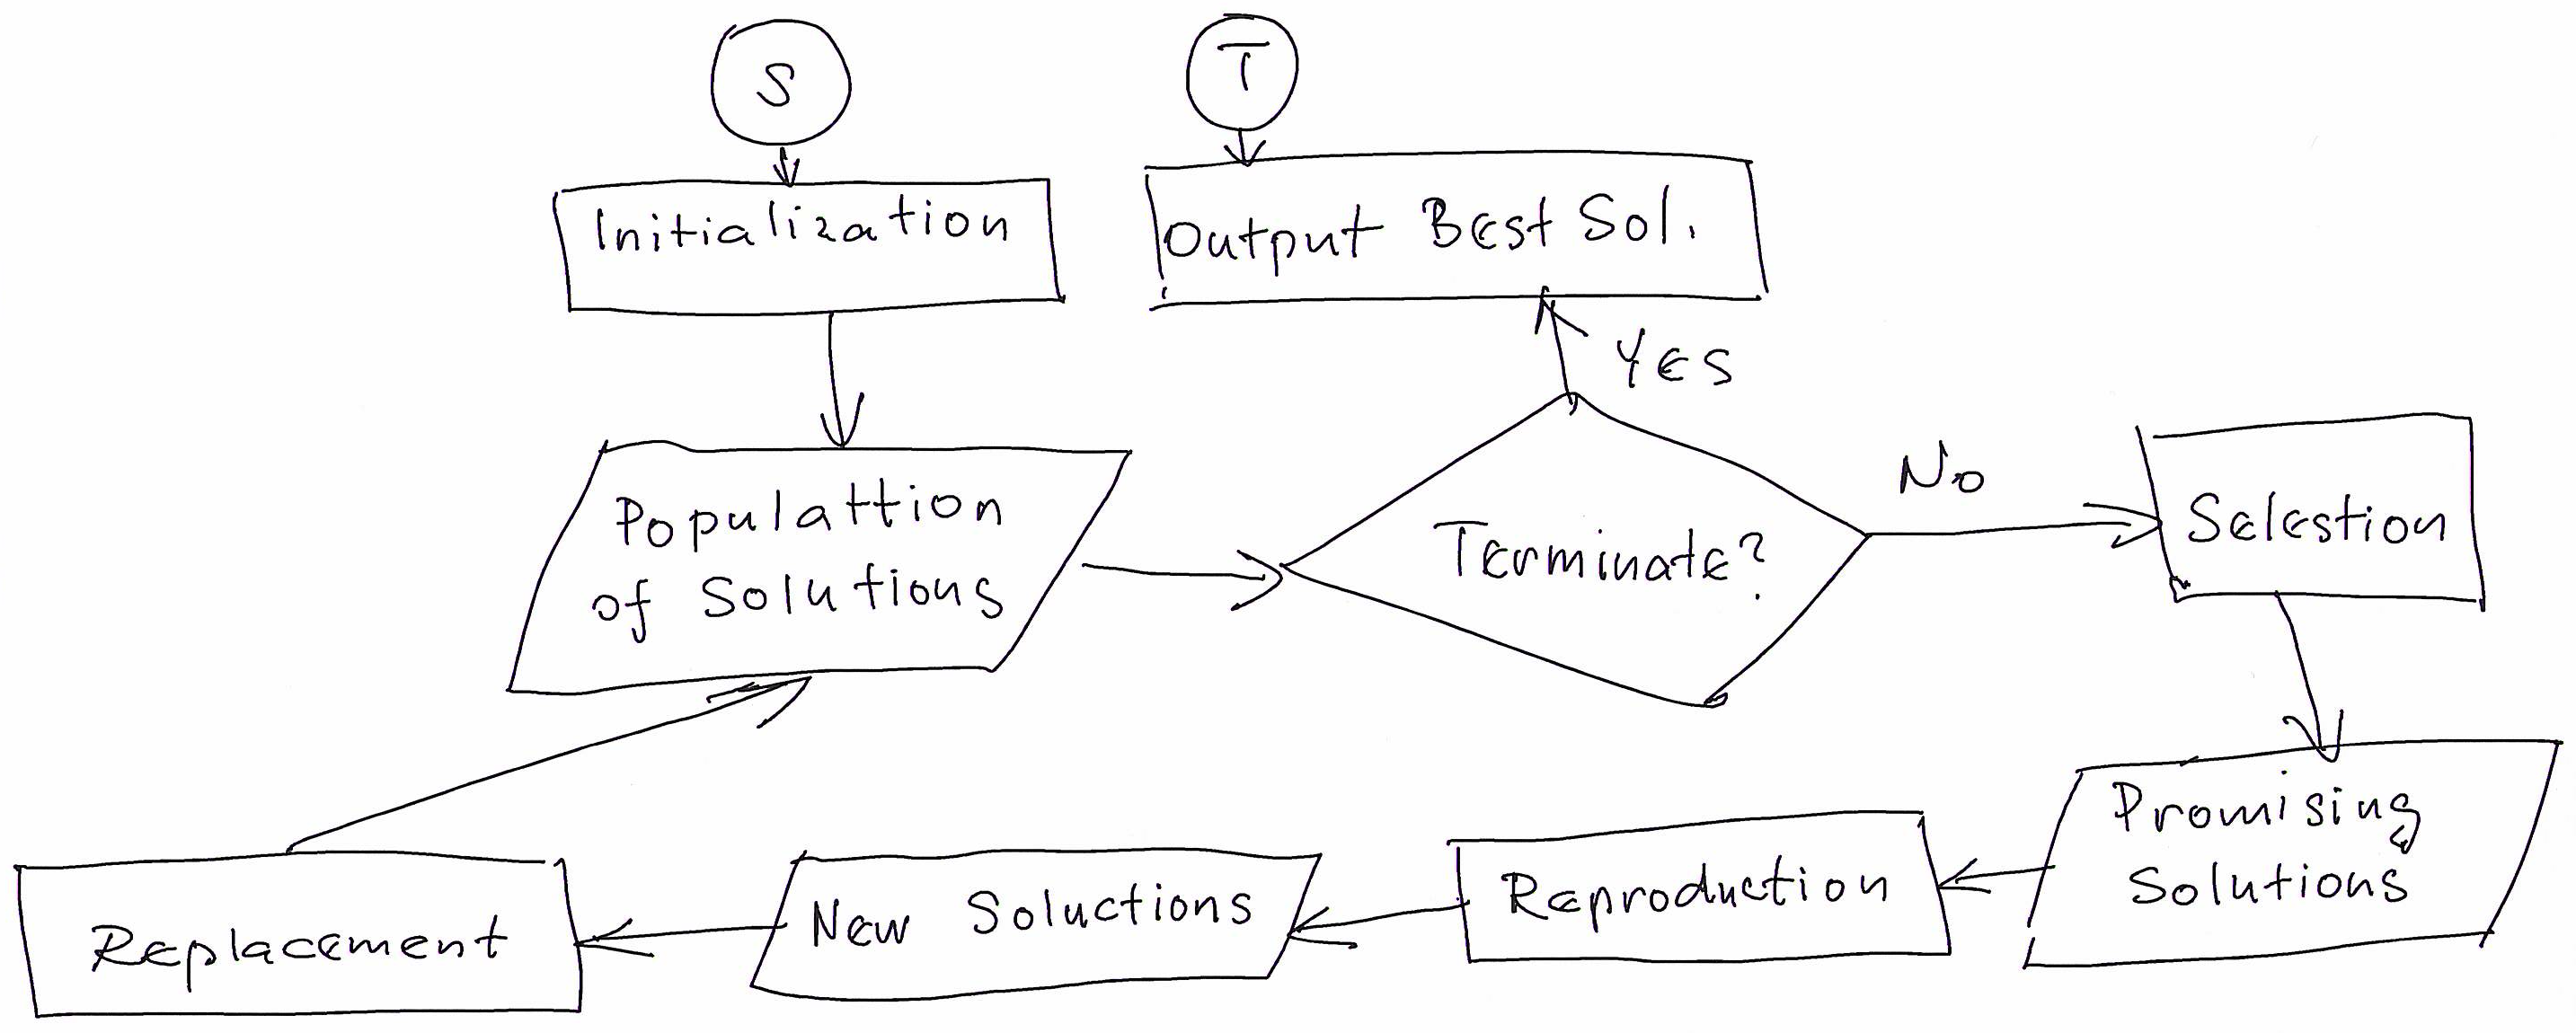 S
T
Initialization
Output Best Sol.
YES
Populattion
of Solutions
Terminate?
No
Selestion
Promising
Solutions
Reproduction
New Soluctions
Replacement